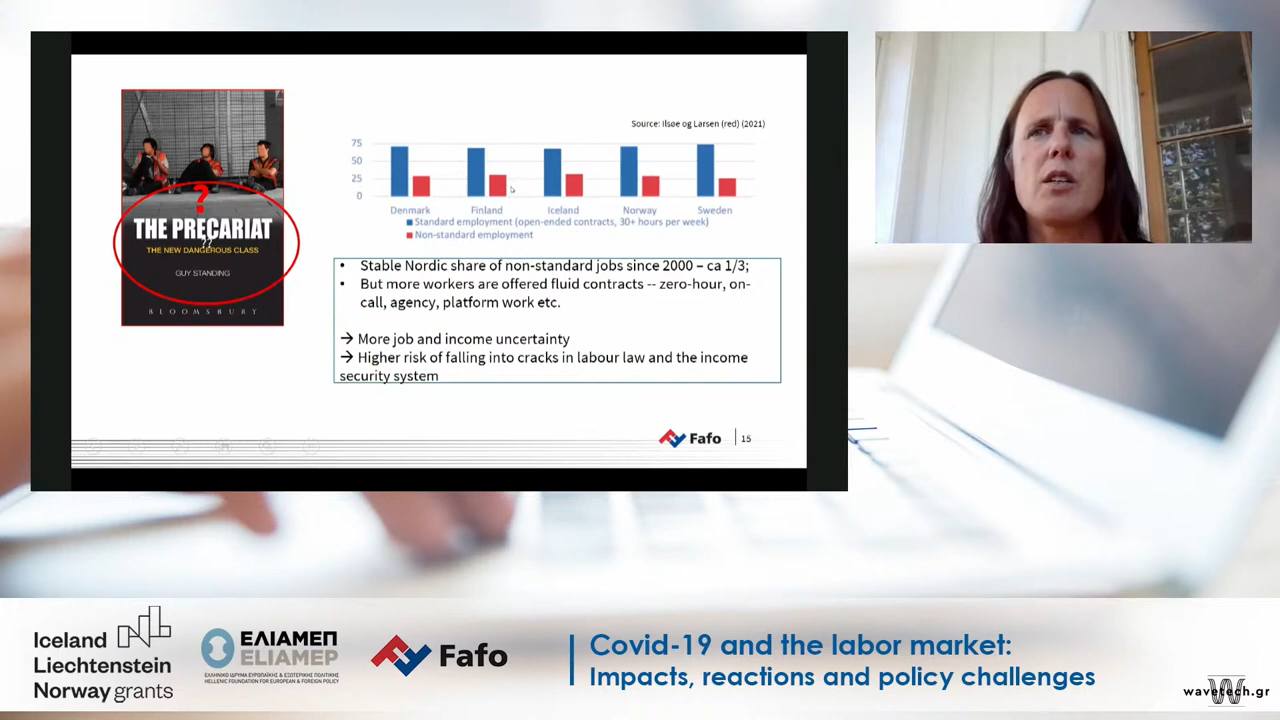 Source: Ilsøe og Larsen (red) (2021)
75
50
25
0
Denmark Finland Iceland Norway Sweden
Standard employment (open-ended contracts, 30+ hours per week)
Non-standard employment
?
THE PRECARIAT
??
THE NEW DANGEROUS CLASS
GUY STANDING
BLOOMSBURY
• Stable Nordic share of non-standard jobs since 2000 – ca 1/3;
• But more workers are offered fluid contracts -- zero-hour, on-
call, agency, platform work etc.
→ More job and income uncertainty
→ Higher risk of falling into cracks in labour law and the income
security system
Fafo | 15
Iceland
Liechtenstein
Norway grants
ΕΛΙΑΜΕΠ
ELIAMEP
ΕΛΛΗΝΙΚΟ ΙΔΡΥΜΑ ΕΥΡΩΠΑΪΚΗΣ & ΕΞΩΤΕΡΙΚΗΣ ΠΟΛΙΤΙΚΗΣ
HELLENIC FOUNDATION FOR EUROPEAN & FOREIGN POLICY
Fafo
Covid-19 and the labor market:
Impacts, reactions and policy challenges
wavetech.gr